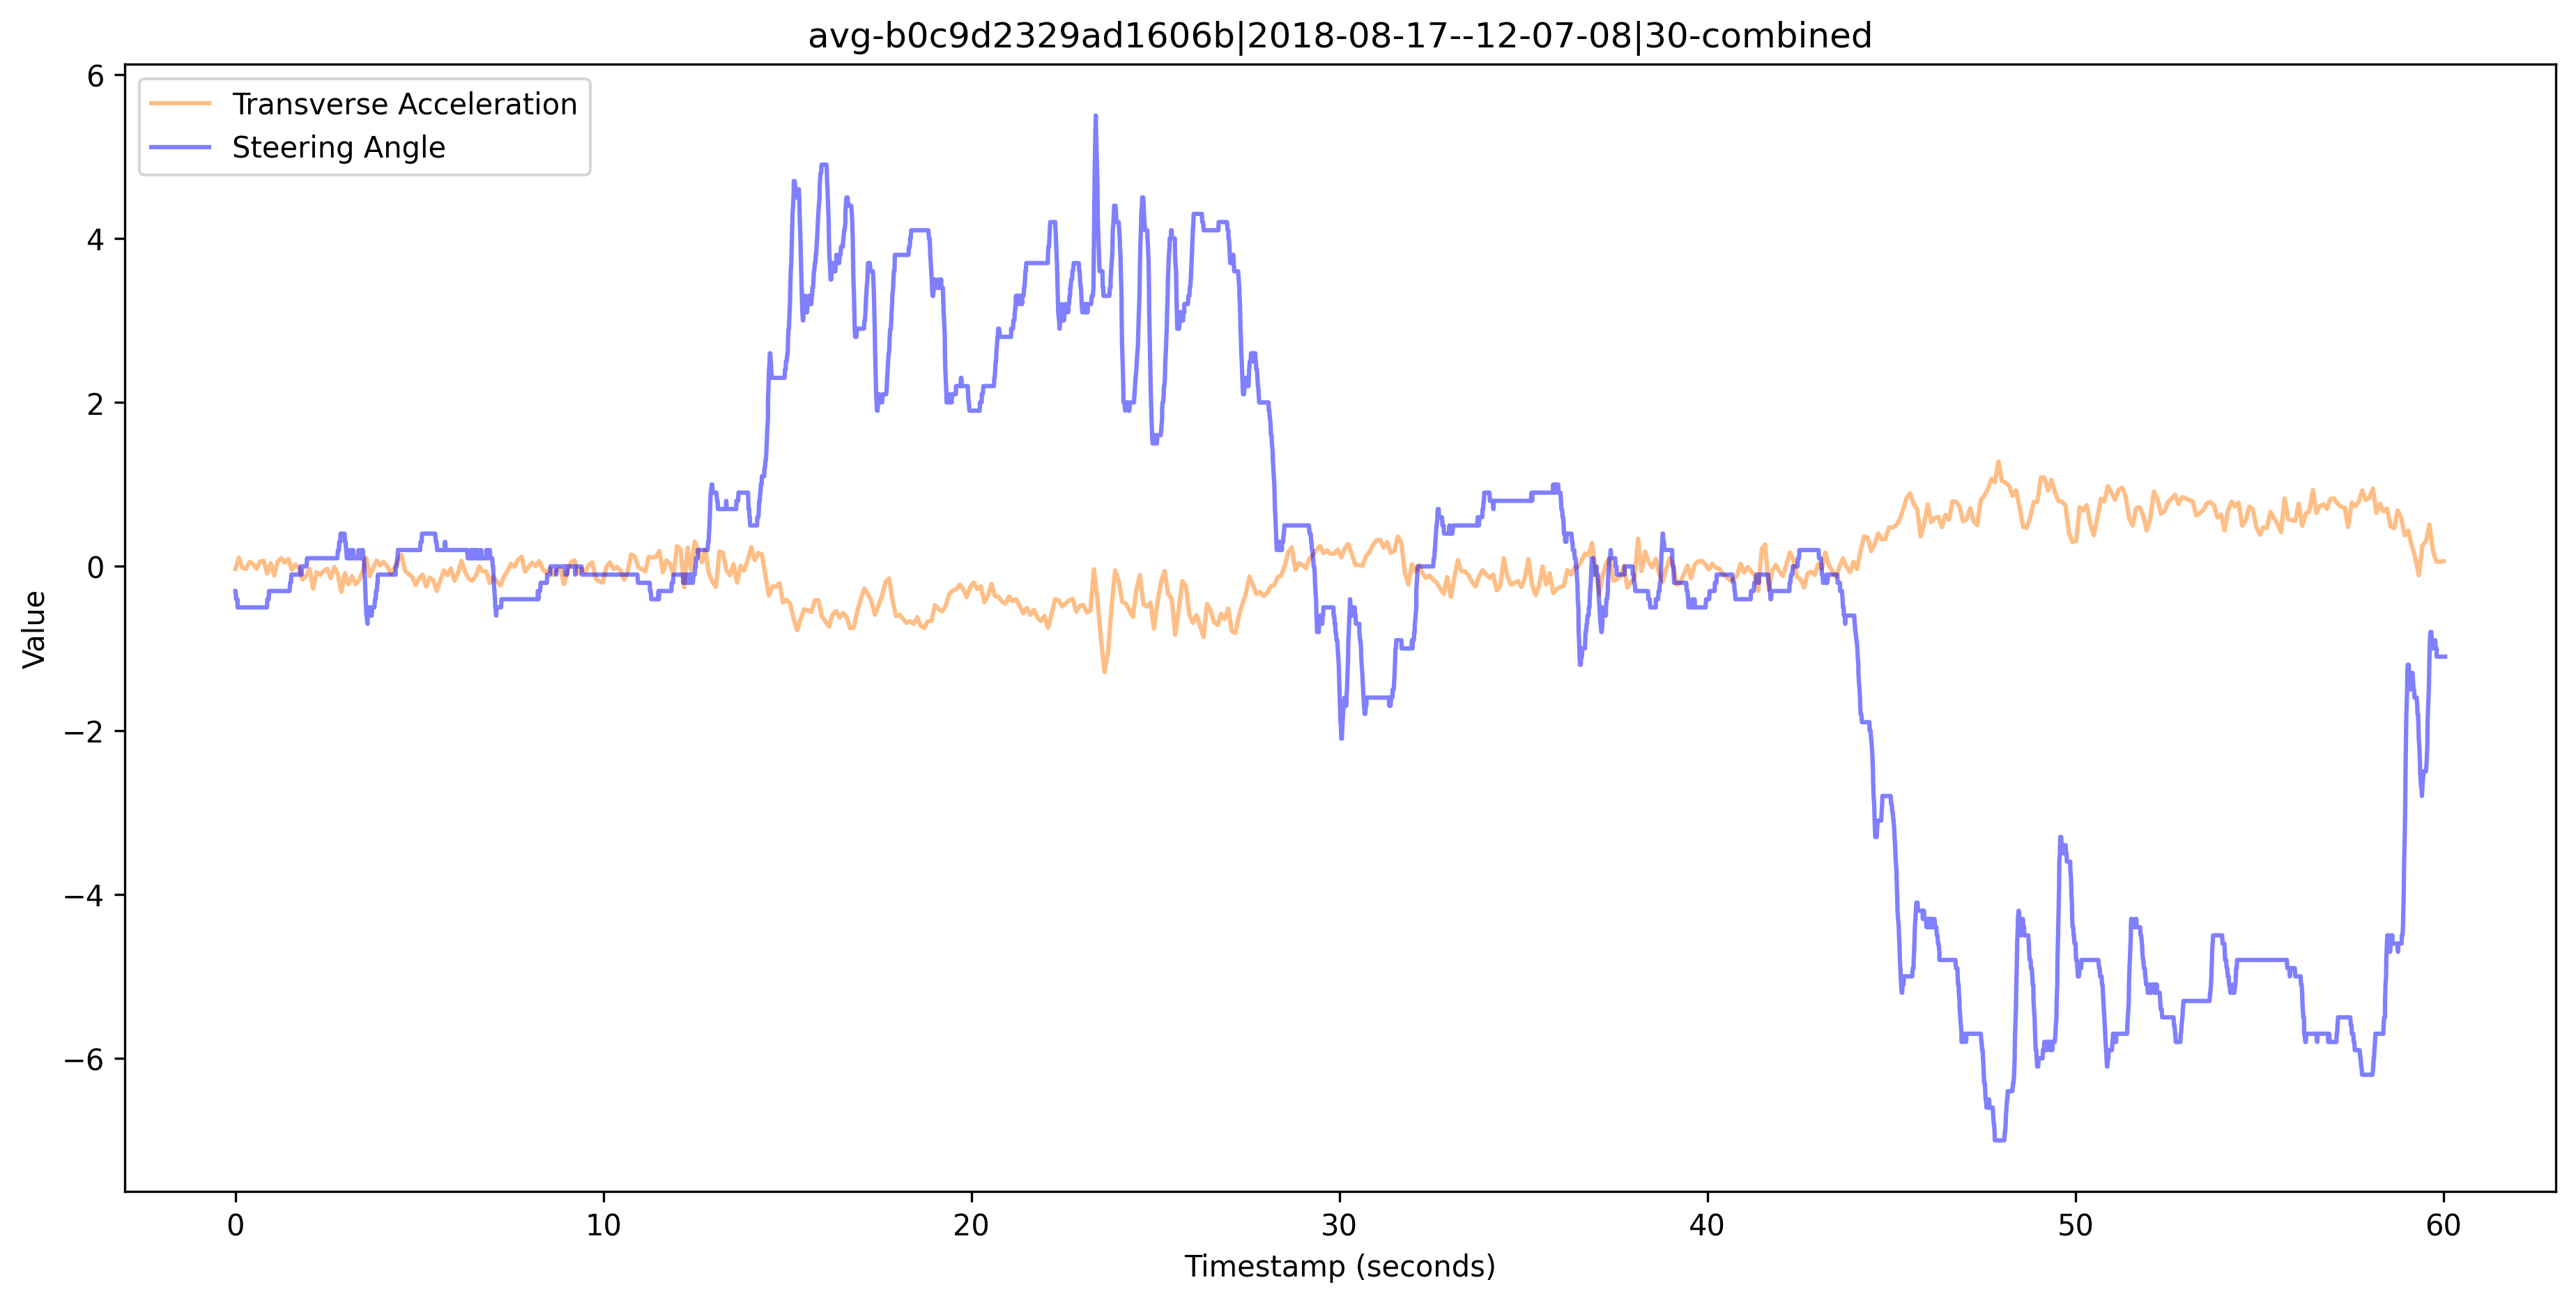 avg-b0c9d2329ad1606b|2018-08-17--12-07-08|30-combined
Transverse Acceleration
Steering Angle
6
4
2
0
−2
−4
−6
Value
0 10 20 30 40 50 60
Timestamp (seconds)